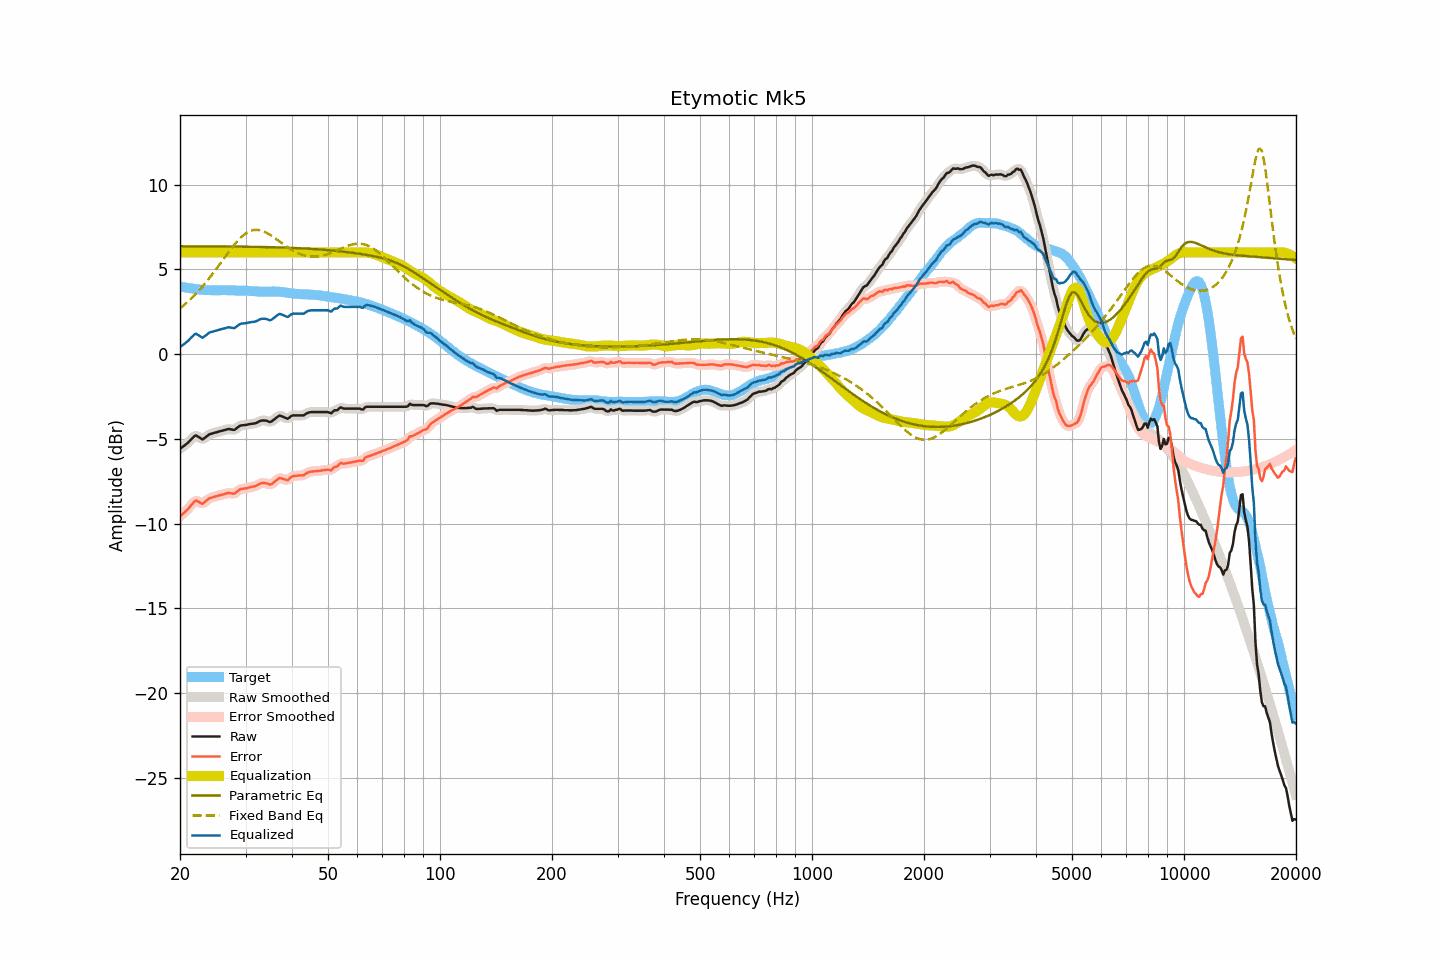 Etymotic Mk5
Amplitude (dBr)
10
5
0
−5
−10
−15
−20
−25
Target
Raw Smoothed
Error Smoothed
Raw
Error
Equalization
Parametric Eq
Fixed Band Eq
Equalized
20 50 100 200 500 1000 2000 5000 10000 20000
Frequency (Hz)